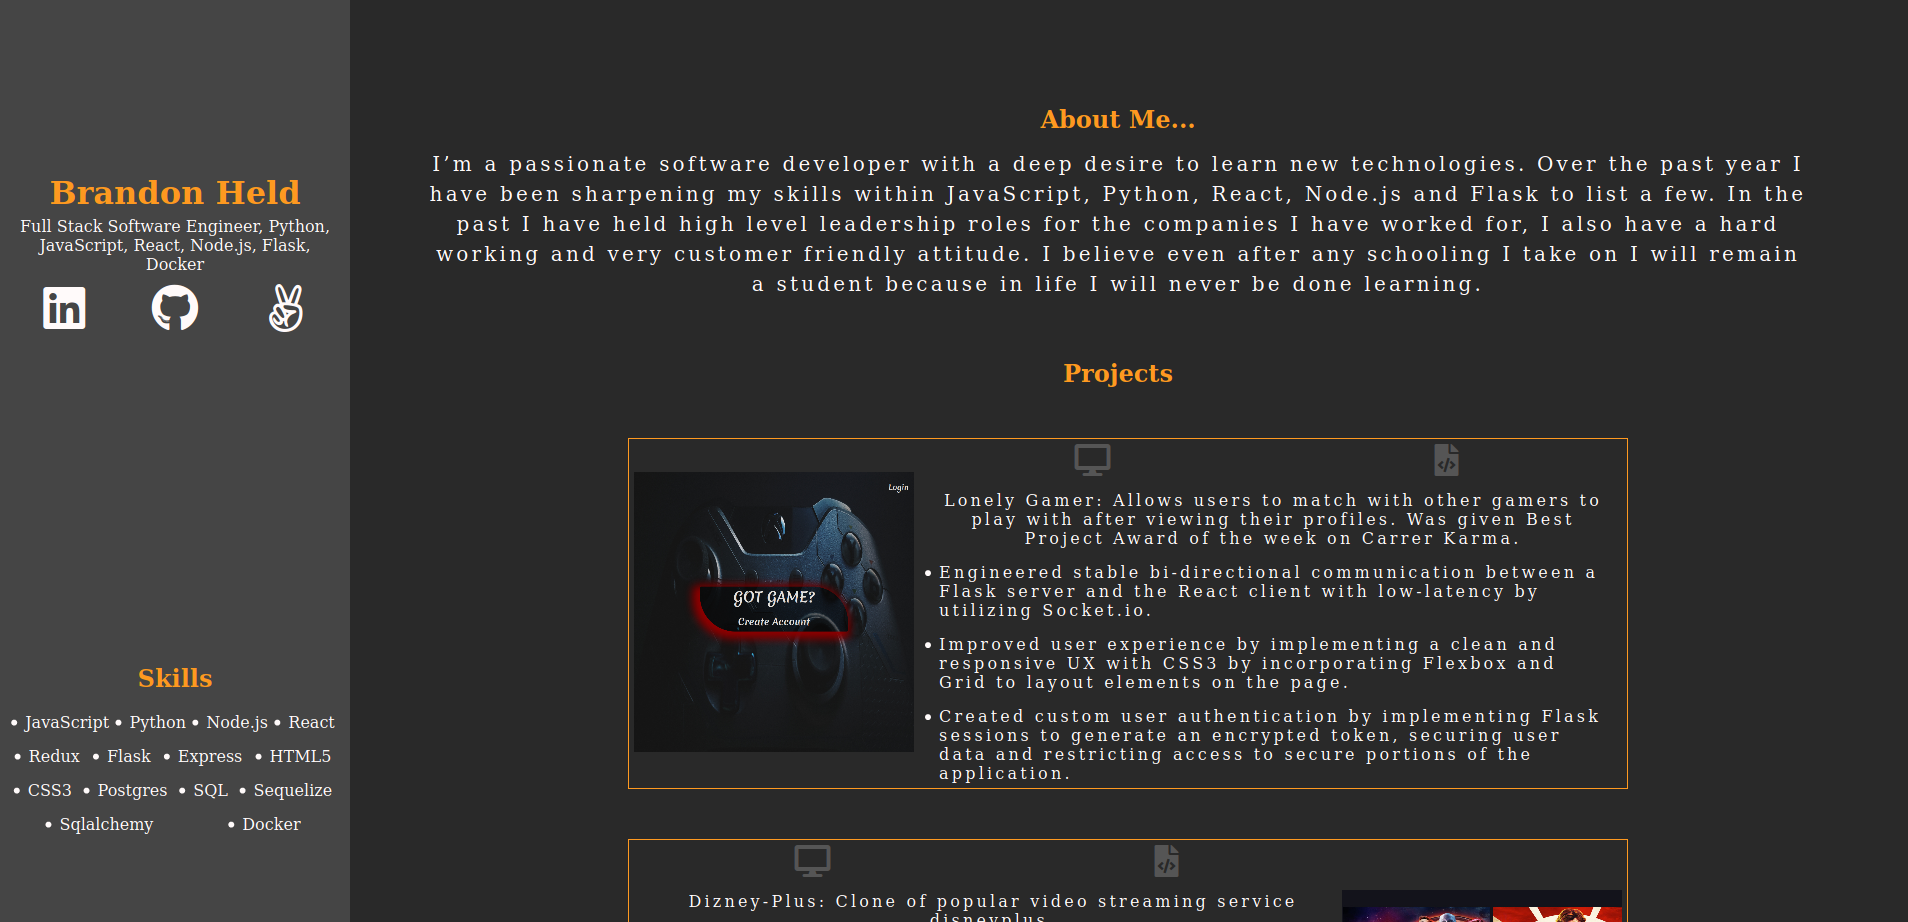 Brandon Held
Full Stack Software Engineer, Python,
JavaScript, React, Node.js, Flask,
Docker
in
Skills
• JavaScript • Python • Node.js • React
• Redux • Flask • Express • HTML5
• CSS3 • Postgres • SQL • Sequelize
• Sqlalchemy • Docker
About Me...
I’m a passionate software developer with a deep desire to learn new technologies. Over the past year I
have been sharpening my skills within JavaScript, Python, React, Node.js and Flask to list a few. In the
past I have held high level leadership roles for the companies I have worked for, I also have a hard
working and very customer friendly attitude. I believe even after any schooling I take on I will remain
a student because in life I will never be done learning.
Projects
Login
GOT GAME?
Create Account
Lonely Gamer: Allows users to match with other gamers to
play with after viewing their profiles. Was given Best
Project Award of the week on Carrer Karma.
• Engineered stable bi-directional communication between a
Flask server and the React client with low-latency by
utilizing Socket.io.
• Improved user experience by implementing a clean and
responsive UX with CSS3 by incorporating Flexbox and
Grid to layout elements on the page.
• Created custom user authentication by implementing Flask
sessions to generate an encrypted token, securing user
data and restricting access to secure portions of the
application.
Dizney-Plus: Clone of popular video streaming service
disneyplus